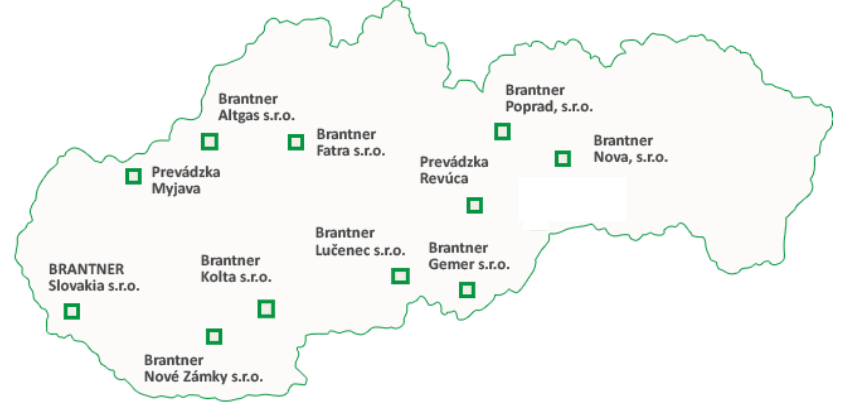 Brantner
Poprad, s.r.o.
Brantner
Altgas s.r.o.
Brantner
Fatra s.r.o.
Brantner
Nova, s.r.o.
Prevádzka
Revúca
Prevádzka
Myjava
Brantner
Lučenec s.r.o.
Brantner
Gemer s.r.o.
Brantner
Kolta s.r.o.
BRANTNER
Slovakia s.r.o.
Brantner
Nové Zámky s.r.o.